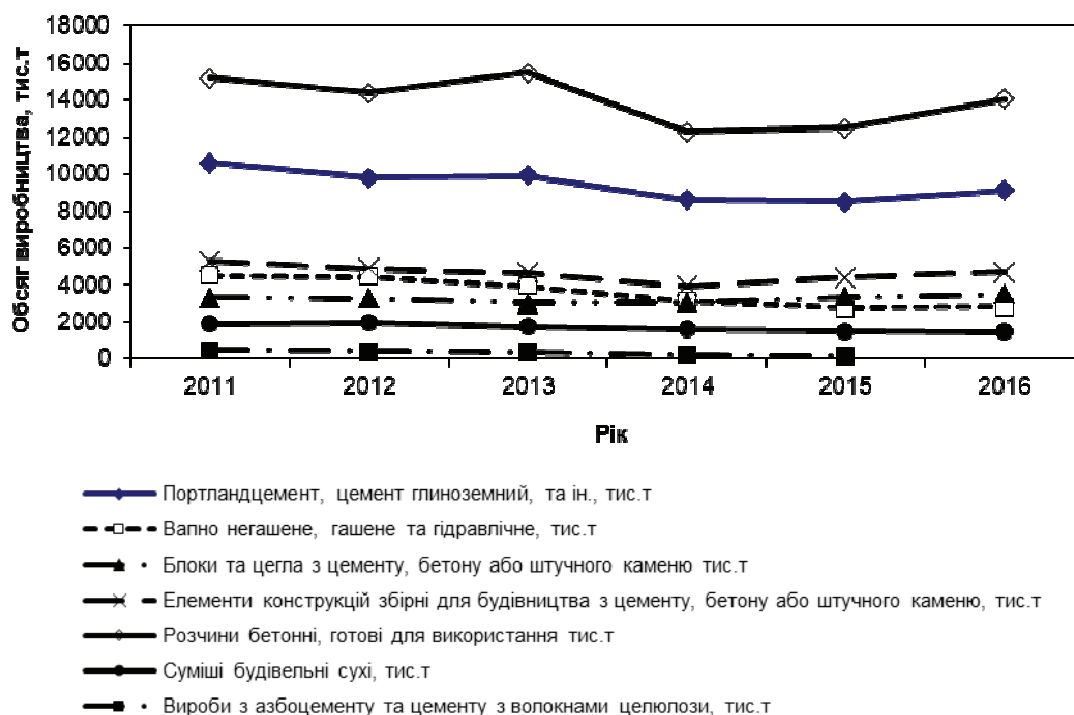 Обсяг виробництва, тис.т
18000
16000
14000
12000
10000
8000
6000
4000
2000
0
2011 2012 2013 2014 2015 2016
Рік
Портландцемент, цемент глиноземний, та ін., тис.т
Вапно негашене, гашене та гідравлічне, тис.т
Блоки та цегла з цементу, бетону або штучного каменю тис.т
Елементи конструкцій збірні для будівництва з цементу, бетону або штучного каменю, тис.т
Розчини бетонні, готові для використання тис.т
Суміші будівельні сухі, тис.т
Вироби з азбоцементу та цементу з волокнами целюлози, тис.т